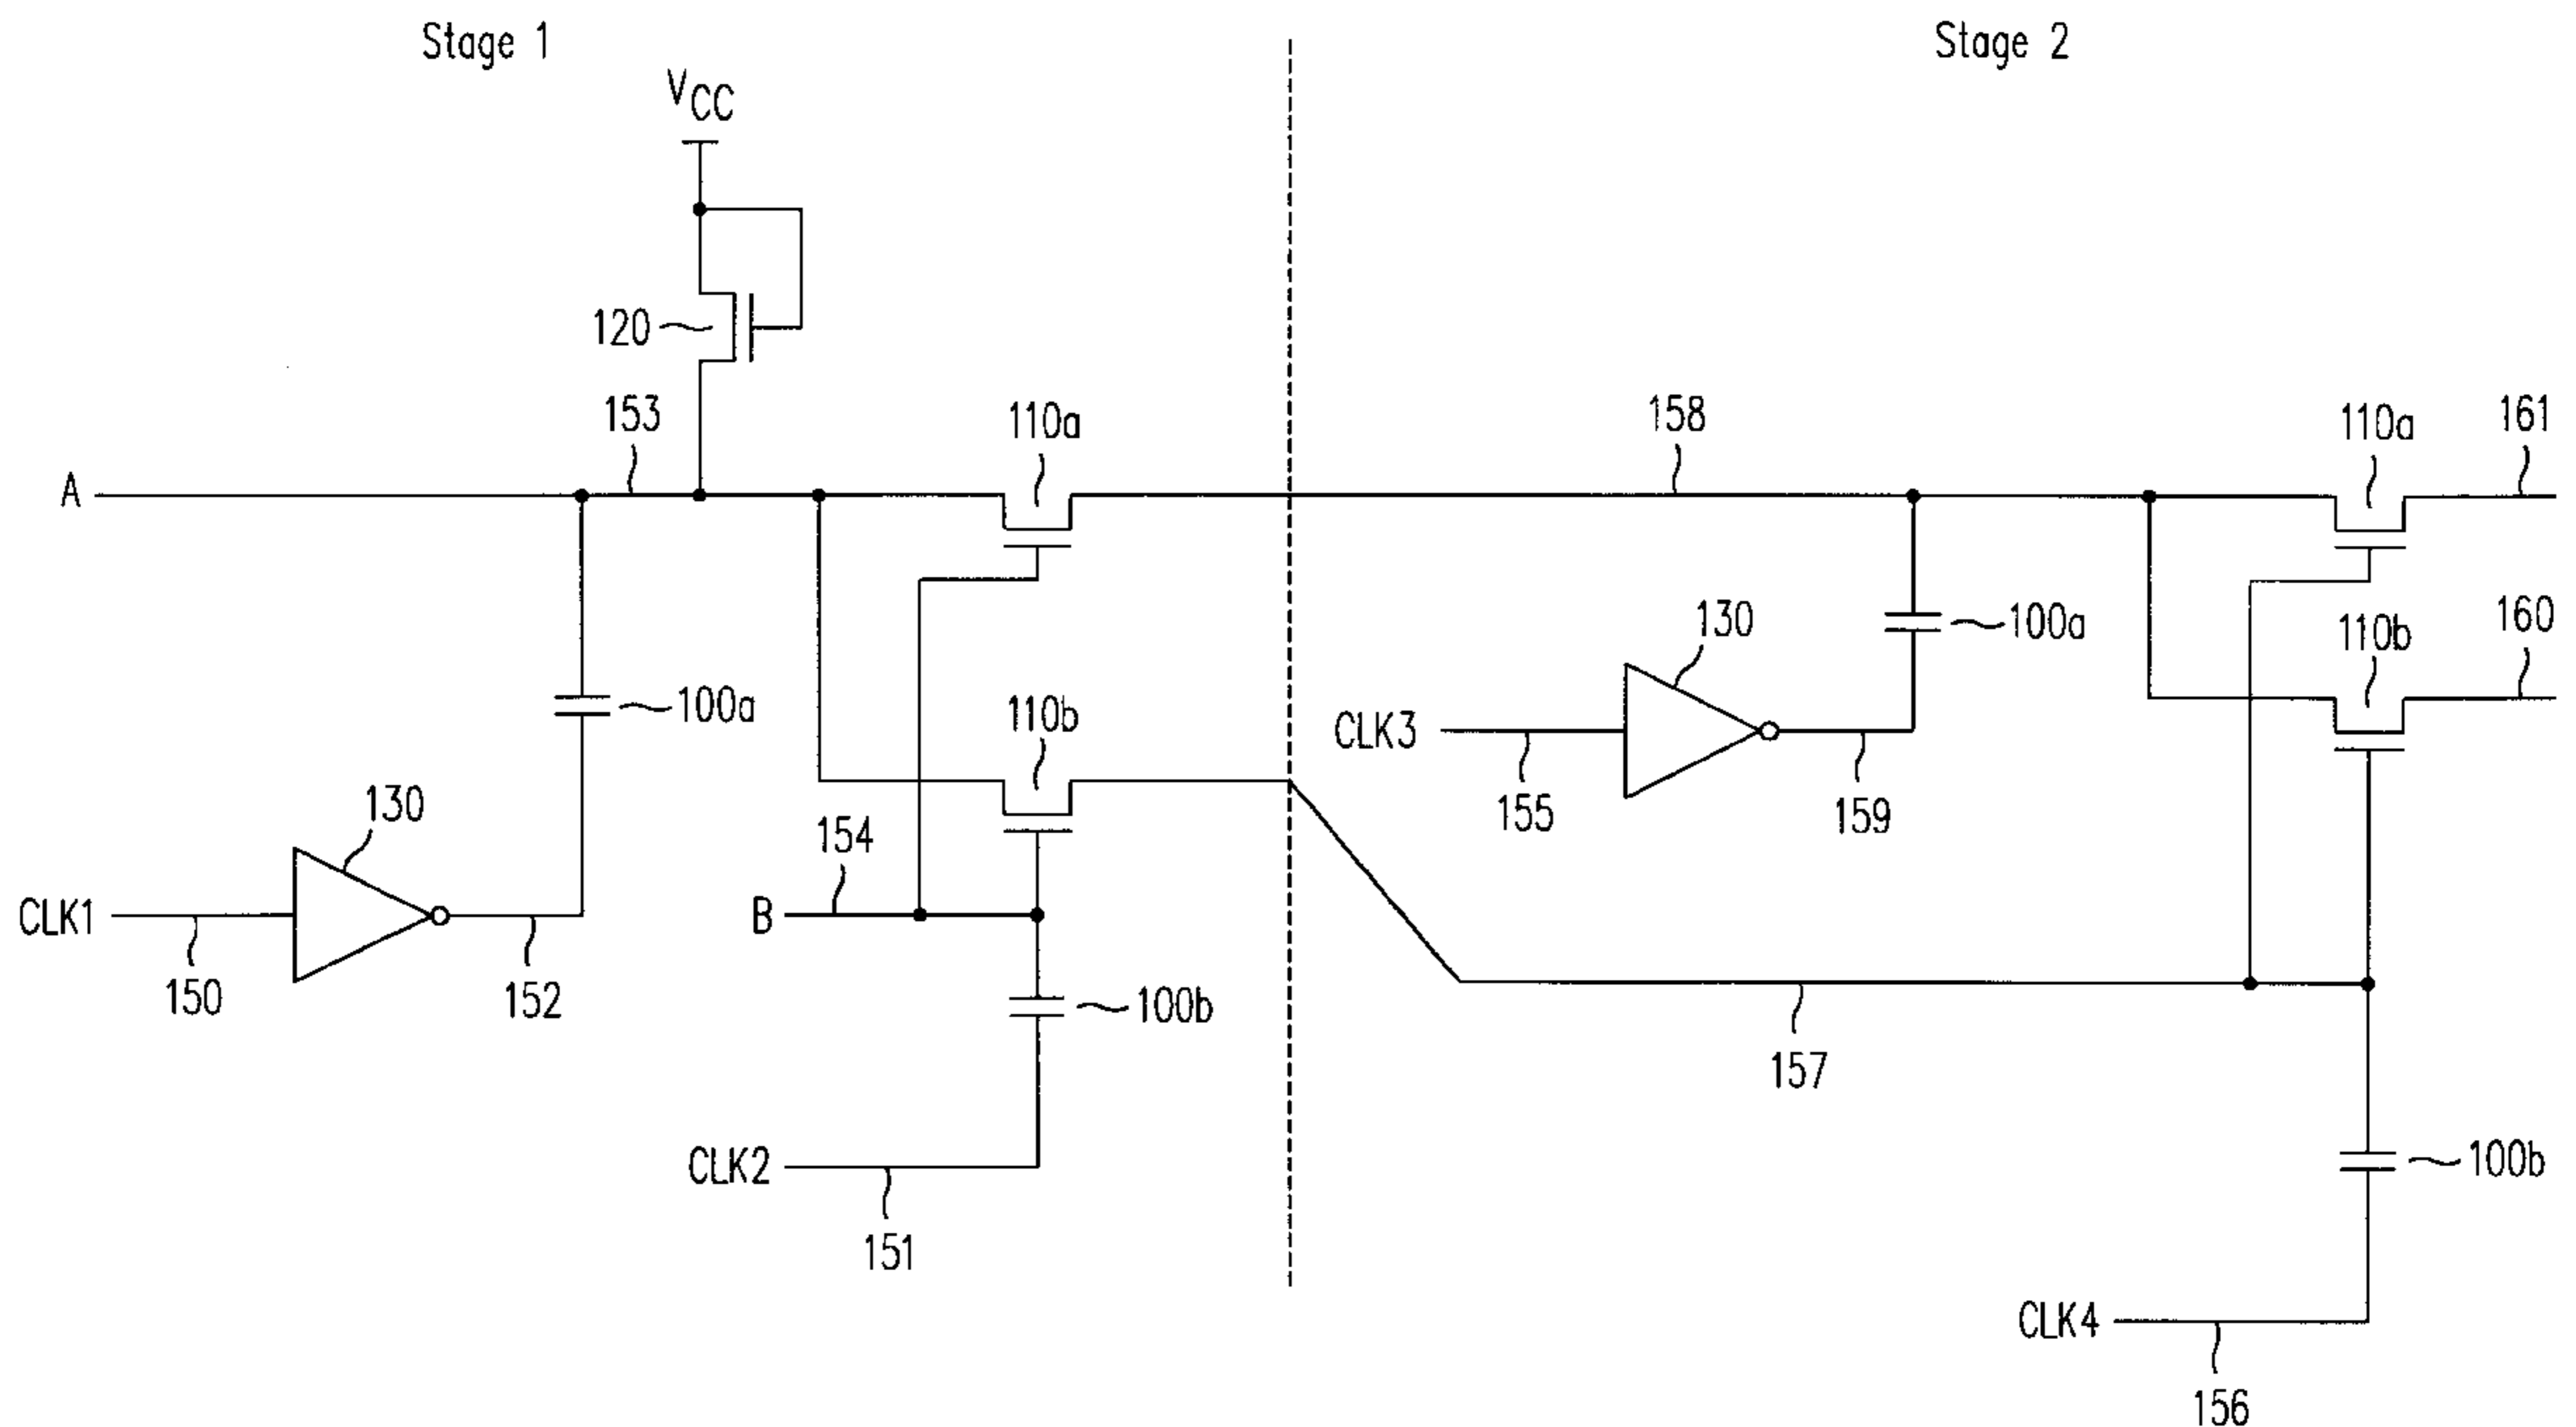 Stage 1
Stage 2
VCC
120
153
110a
158
110a
161
A
100a
110b
130
100a
110b
160
CLK3
155
159
130
154
CLK1
150
152
B
100b
157
CLK2
151
100b
CLK4
156